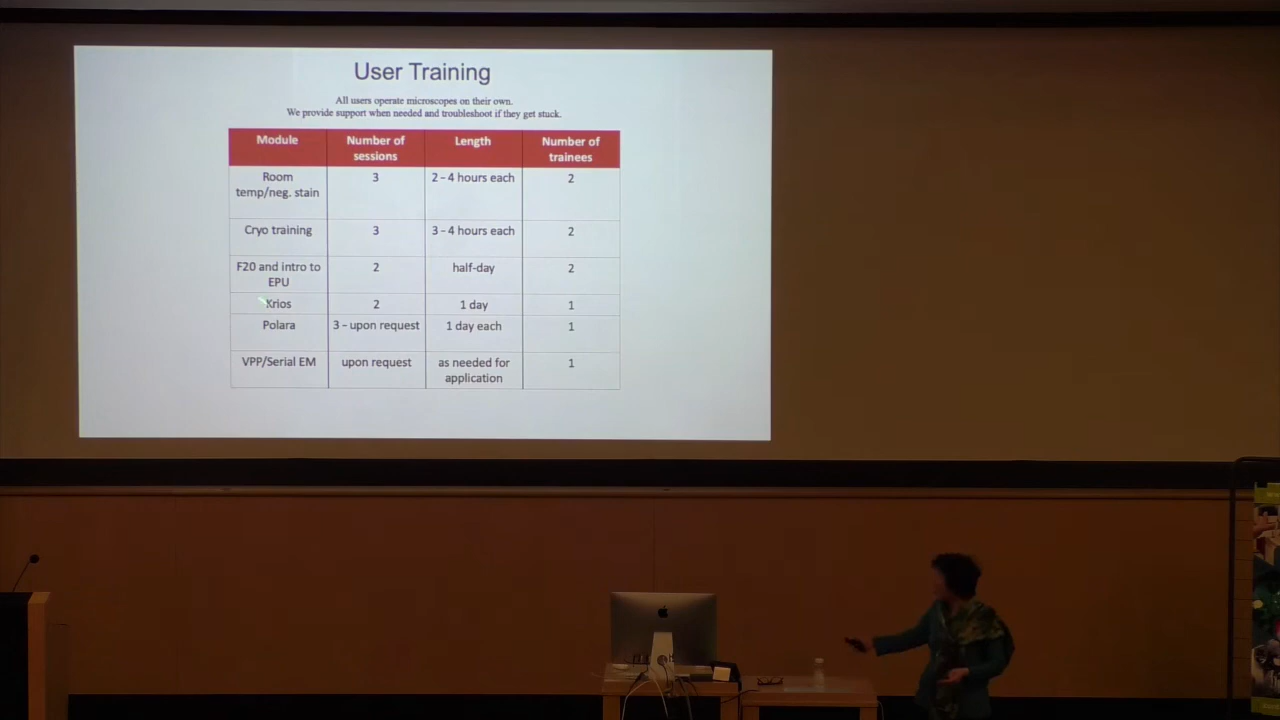 User Training
All users operate microscopes on their own.
We provide support when needed and troubleshoot if they get stuck.
Module Number of sessions Length Number of trainees
Room temp/neg. stain 3 2 – 4 hours each 2
Cryo training 3 3 – 4 hours each 2
F20 and intro to EPU 2 half-day 2
Krios 2 1 day 1
Polara 3 – upon request 1 day each 1
VPP/Serial EM upon request as needed for application 1